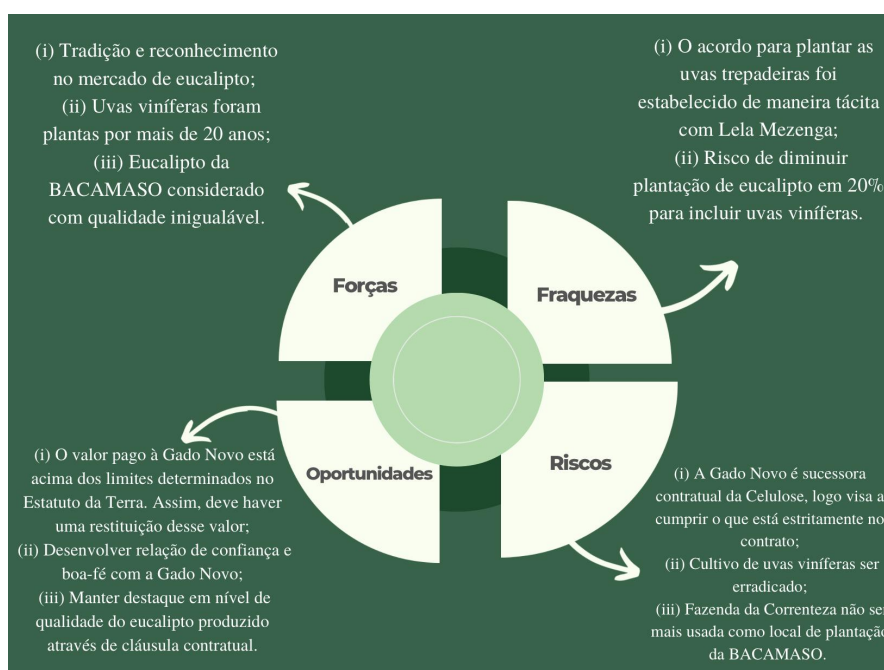 (i) Tradição e reconhecimento
no mercado de eucalipto;
(ii) Uvas viníferas foram
plantas por mais de 20 anos;
(iii) Eucalipto da
BACAMASO considerado
com qualidade inigualável.
(i) O acordo para plantar as
uvas trepadeiras foi
estabelecido de maneira tácita
com Lela Mezenga;
(ii) Risco de diminuir
plantação de eucalipto em 20%
para incluir uvas viníferas.
Forças
Fraquezas
Oportunidades
Riscos
(i) O valor pago à Gado Novo está
acima dos limites determinados no
Estatuto da Terra. Assim, deve haver
uma restituição desse valor;
(ii) Desenvolver relação de confiança e
boa-fé com a Gado Novo;
(iii) Manter destaque em nível de
qualidade do eucalipto produzido
através de cláusula contratual.
(i) A Gado Novo é sucessora
contratual da Celulose, logo visa a
cumprir o que está estritamente no
contrato;
(ii) Cultivo de uvas viníferas ser
erradicado;
(iii) Fazenda da Correnteza não ser
mais usada como local de plantação
da BACAMASO.